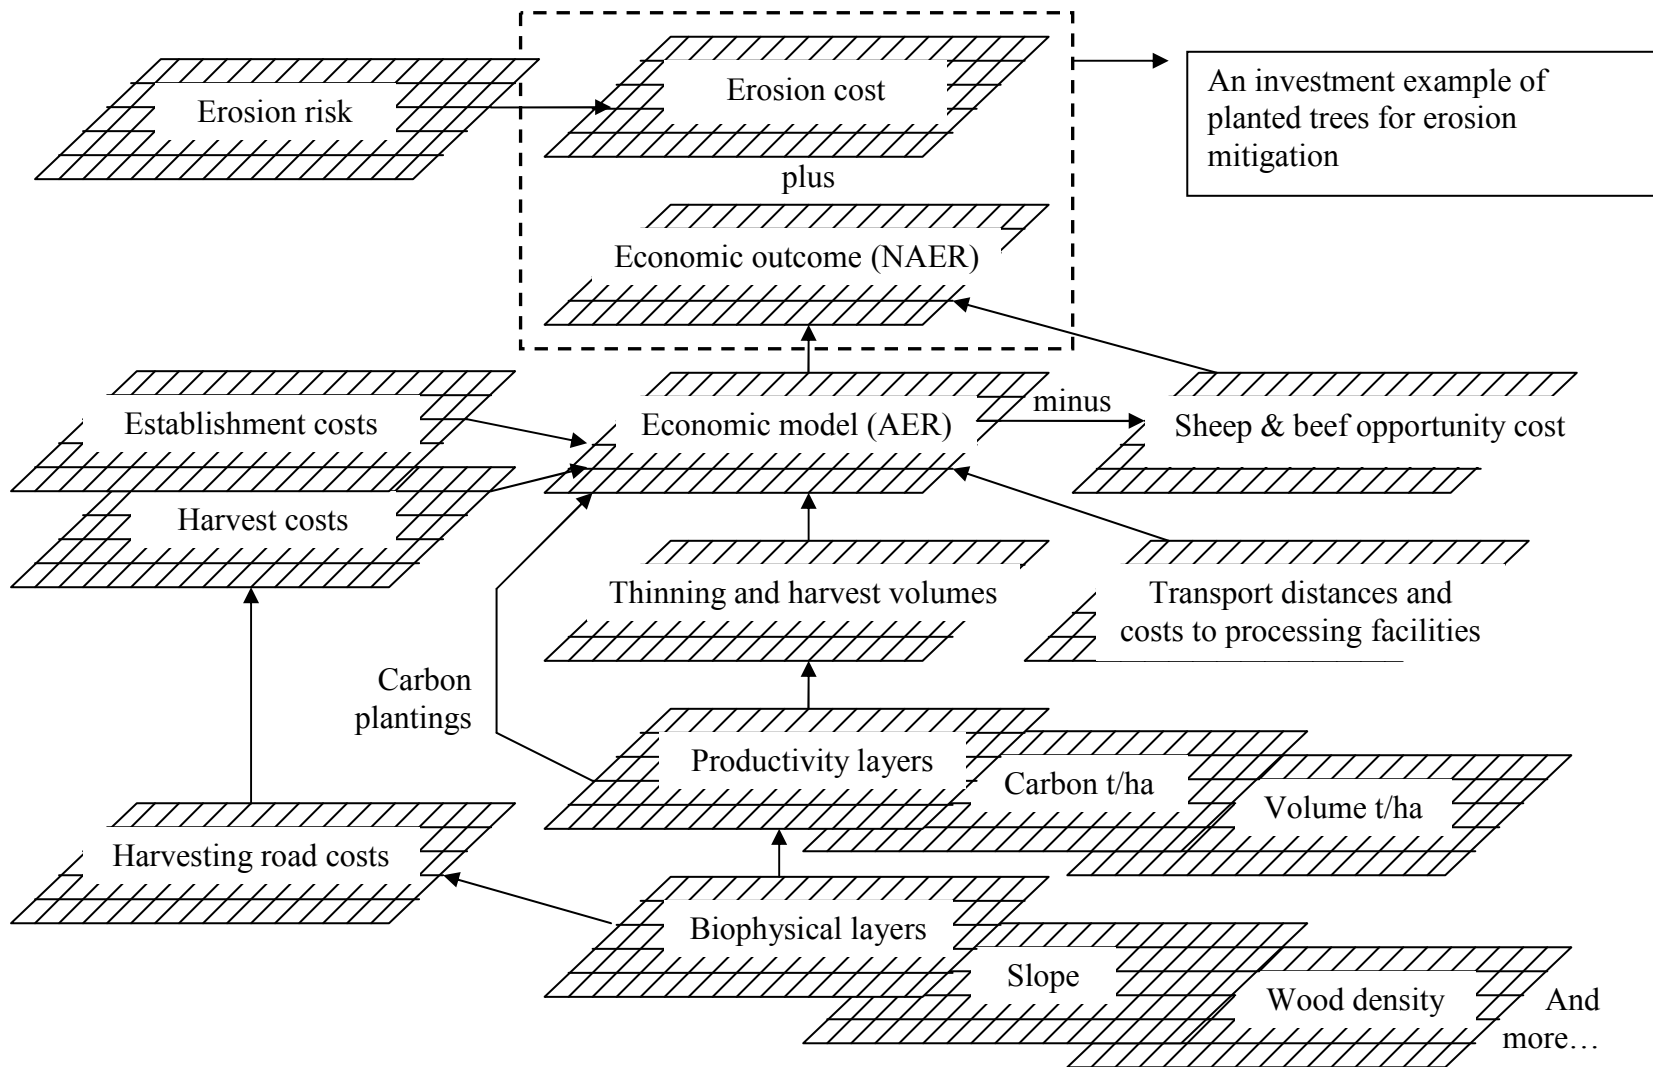 Erosion risk
Erosion cost
An investment example of
planted trees for erosion
mitigation
plus
Economic outcome (NAER)
Establishment costs
Economic model (AER)
minus
Sheep & beef opportunity cost
Harvest costs
Thinning and harvest volumes
Transport distances and
costs to processing facilities
Carbon
plantings
Productivity layers
Carbon t/ha
Volume t/ha
Harvesting road costs
Biophysical layers
Slope
Wood density
And
more…